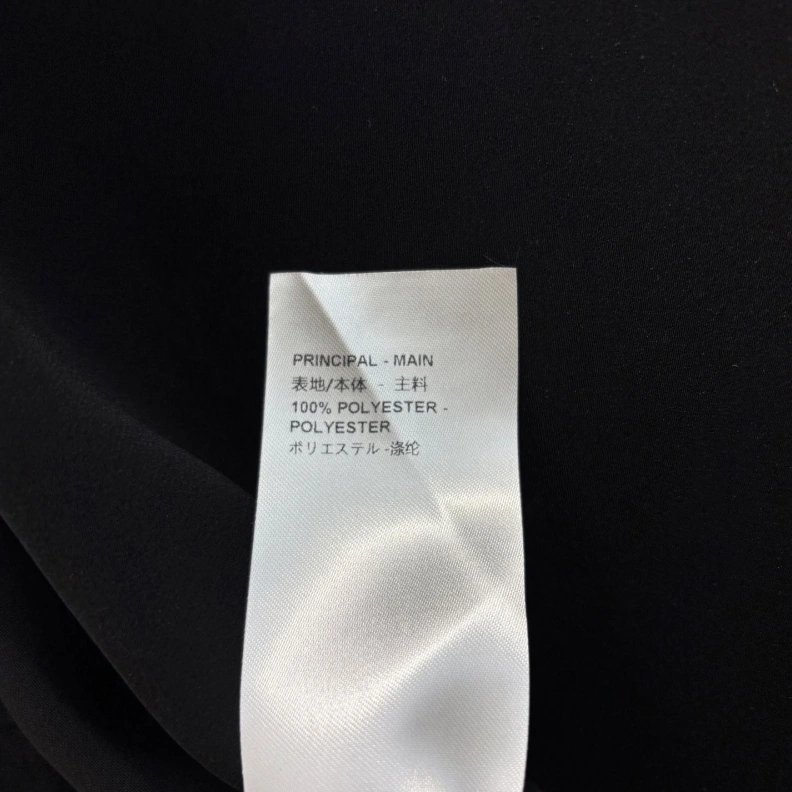 PRINCIPAL - MAIN
表地/本体 - 主料
100% POLYESTER -
POLYESTER
ポリエステル -涤纶